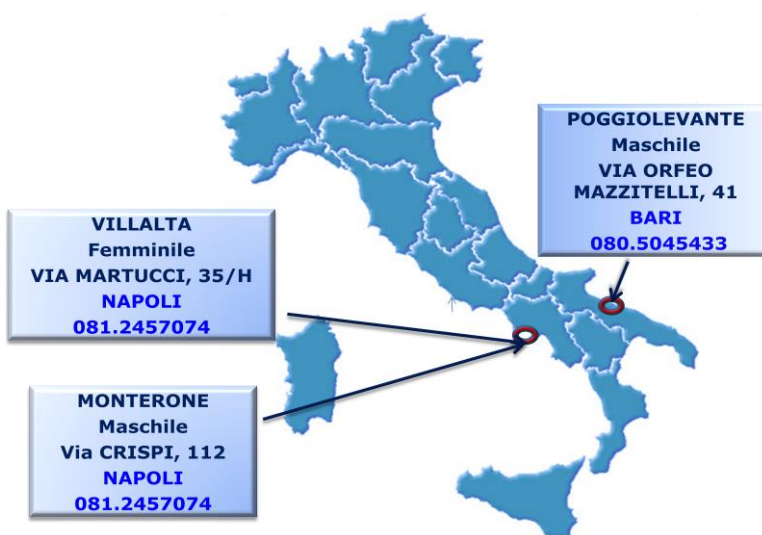 POGGIOLEVANTE
Maschile
VIA ORFEO
MAZZITELLI, 41
BARI
080.5045433
VILLALTA
Femminile
VIA MARTUCCI, 35/H
NAPOLI
081.2457074
MONTERONE
Maschile
Via CRISPI, 112
NAPOLI
081.2457074